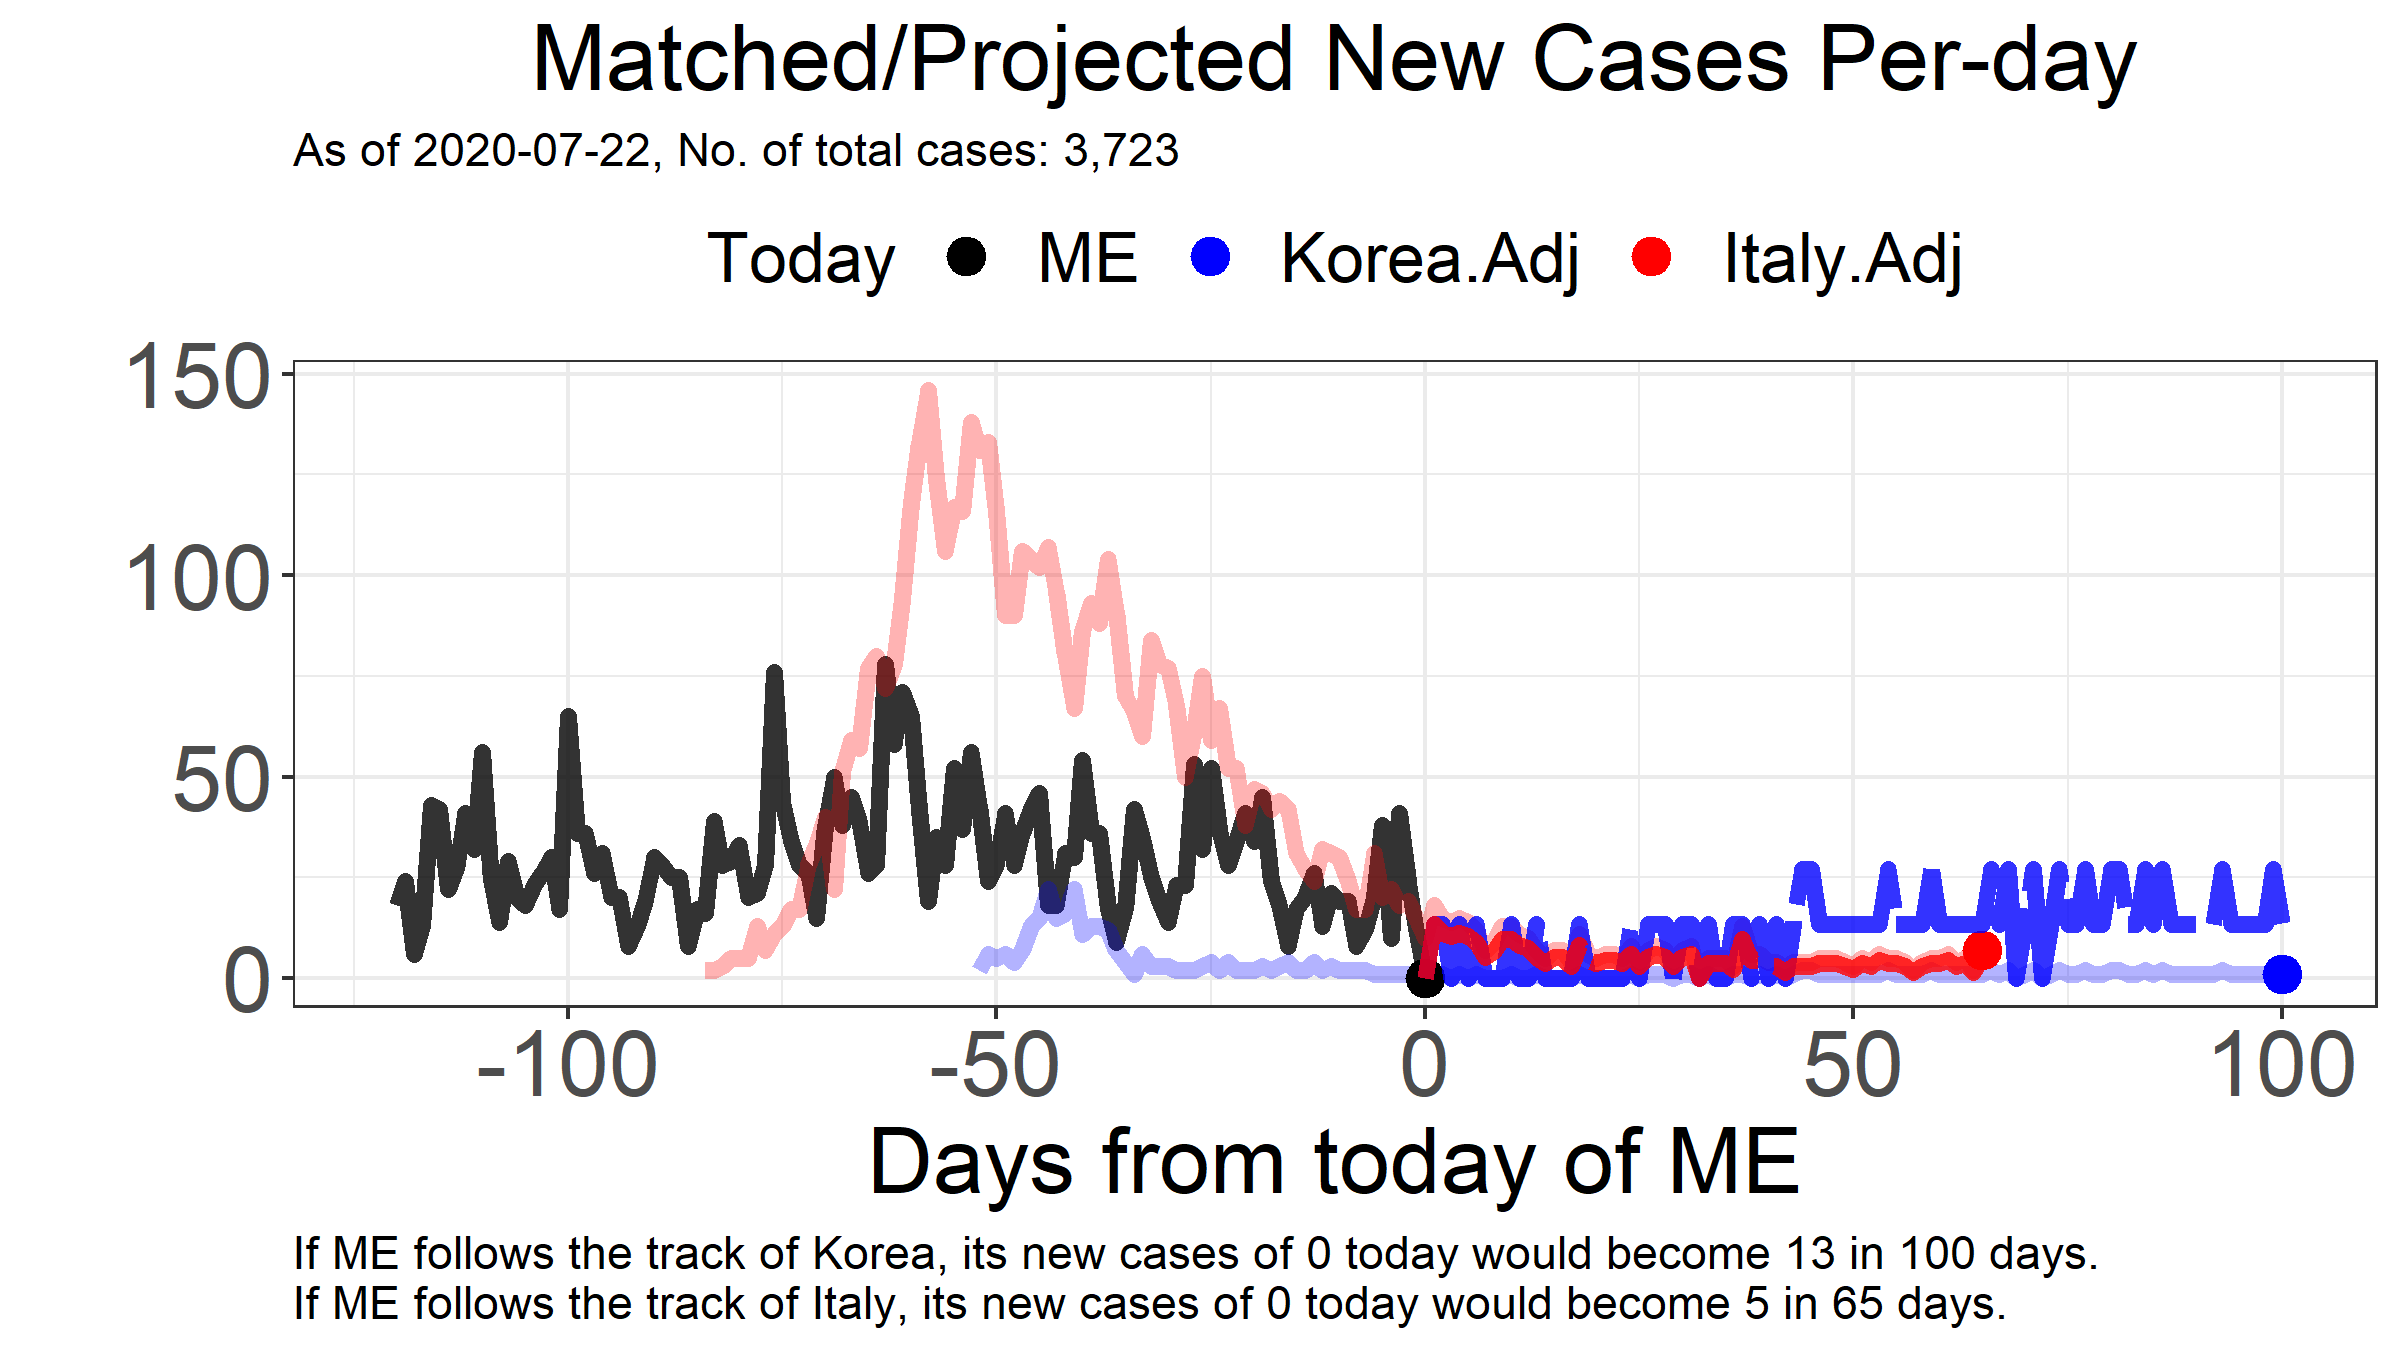 Matched/Projected New Cases Per-day
As of 2020-07-22, No. of total cases: 3,723
Today ME Korea.Adj Italy.Adj
150
100
50
0
-100 -50 0 50 100
Days from today of ME
If ME follows the track of Korea, its new cases of 0 today would become 13 in 100 days.
If ME follows the track of Italy, its new cases of 0 today would become 5 in 65 days.